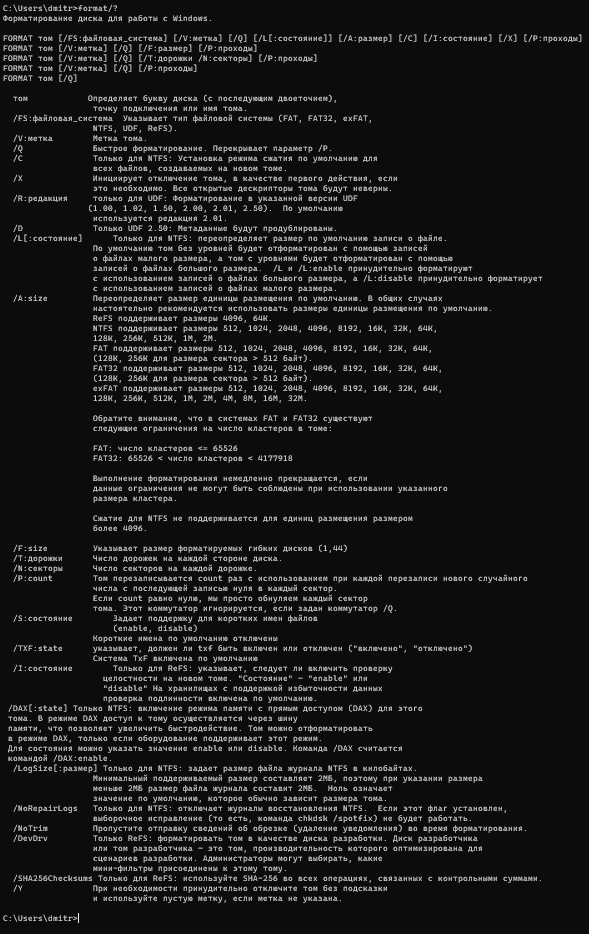 C:\Users\dmitr>format/?
Форматирование диска для работы с Windows.
FORMAT том [/FS:файловая_система] [/V:метка] [/Q] [/L[:состояние]] [/A:размер] [/C] [/I:состояние] [/X] [/P:проходы]
FORMAT том [/V:метка] [/Q] [/F:размер] [/P:проходы]
FORMAT том [/V:метка] [/Q] [/T:дорожки /N:секторы] [/P:проходы]
FORMAT том [/V:метка] [/Q] [/P:проходы]
FORMAT том [/Q]
том Определяет букву диска (с последующим двоеточием),
точку подключения или имя тома.
/FS:файловая_система Указывает тип файловой системы (FAT, FAT32, exFAT,
NTFS, UDF, ReFS).
/V:метка Метка тома.
/Q Быстрое форматирование. Перекрывает параметр /P.
/C Только для NTFS: Установка режима сжатия по умолчанию для
всех файлов, создаваемых на новом томе.
/X Инициирует отключение тома, в качестве первого действия, если
это необходимо. Все открытые дескрипторы тома будут неверны.
/R:редакция только для UDF: Форматирование в указанной версии UDF
(1.00, 1.02, 1.50, 2.00, 2.01, 2.50). По умолчанию
используется редакция 2.01.
/D Только UDF 2.50: Метаданные будут продублированы.
/L[:состояние] Только для NTFS: переопределяет размер по умолчанию записи о файле.
По умолчанию том без уровней будет отформатирован с помощью записей
о файлах малого размера, а том с уровнями будет отформатирован с помощью
записей о файлах большого размера. /L и /L:enable принудительно форматируют
с использованием записей о файлах большого размера, а /L:disable принудительно форматирует
с использованием записей о файлах малого размера.
/A:size Переопределяет размер единицы размещения по умолчанию. В общих случаях
настоятельно рекомендуется использовать размеры единицы размещения по умолчанию.
ReFS поддерживает размеры 4096, 64K.
NTFS поддерживает размеры 512, 1024, 2048, 4096, 8192, 16K, 32K, 64K,
128K, 256K, 512K, 1M, 2M.
FAT поддерживает размеры 512, 1024, 2048, 4096, 8192, 16K, 32K, 64K,
(128K, 256K для размера сектора > 512 байт).
FAT32 поддерживает 512, 1024, 2048, 4096, 8192, 16K, 32K, 64K,
(128K, 256K для размера сектора > 512 байт).
exFAT поддерживает размеры 512, 1024, 2048, 4096, 8192, 16K, 32K, 64K,
128K, 256K, 512K, 1M, 2M, 4M, 8M, 16M, 32M.
Обратите внимание, что в системах FAT и FAT32 существуют
следующие ограничения на число кластеров в томе:
FAT: число кластеров <= 65526
FAT32: 65526 < число кластеров < 4177918
Выполнение форматирования немедленно прекращается, если
данные ограничения не могут быть соблюдены при использовании указанного
размера кластера.
Сжатие для NTFS не поддерживается для единиц размещения размером
более 4096.
/F:size Указывает размер форматируемых гибких дисков (1,44)
/T:дорожки Число дорожек на каждой стороне диска.
/N:секторы Число секторов на каждой дорожке.
/P:count Том перезаписывается count раз с использованием при каждой перезаписи нового случайного
числа с последующей записью нуля в каждый сектор.
Если count равно нулю, мы просто обнуляем каждый сектор
тома. Этот коммутатор игнорируется, если задан коммутатор /Q.
/S:состояние Задает поддержку для коротких имен файлов
(enable, disable)
Короткие имена по умолчанию отключены
/TXF:state указывает, должен ли txf быть включен или отключен ("включено", "отключено")
Система TxF включена по умолчанию
/I:состояние Только для ReFS: указывает, следует ли включить проверку
целостности на новом томе. "Состояние" — "enable" или
"disable" На хранилищах с поддержкой избыточности данных
проверка подлинности включена по умолчанию.
/DAX[:state] Только NTFS: включение режима памяти с прямым доступом (DAX) для этого
тома. В режиме DAX доступ к тому осуществляется через шину
памяти, что позволяет увеличить быстродействие. Том можно отформатировать
в режиме DAX, только если оборудование поддерживает этот режим.
Для состояния можно указать значение enable или disable. Команда /DAX считается
командой /DAX:enable.
/LogSize[:размер] Только для NTFS: задает размер файла журнала NTFS в килобайтах.
Минимальный поддерживаемый размер составляет 2МБ, поэтому при указании размера
меньше 2МБ размер файла журнала составит 2МБ. Ноль означает
значение по умолчанию, которое обычно зависит размера тома.
/NoRepairLogs Только для NTFS: отключает журналы восстановления NTFS. Если этот флаг установлен,
выборочное исправление (то есть, команда chkdsk /spotfix) не будет работать.
/NoTrim Пропустите отправку сведений об обрезке (удаление уведомления) во время форматирования.
/DevDrv Только ReFS: форматировать том в качестве диска разработки. Диск разработчика
или том разработчика — это том, производительность которого оптимизирована для
сценариев разработки. Администраторы могут выбирать, какие
мини-фильтры присоединены к этому тому.
/SHA256Checksums Только для ReFS: используйте SHA-256 во всех операциях, связанных с контрольными суммами.
/Y При необходимости принудительно отключите том без подсказки
и используйте пустую метку, если метка не указана.
C:\Users\dmitr>